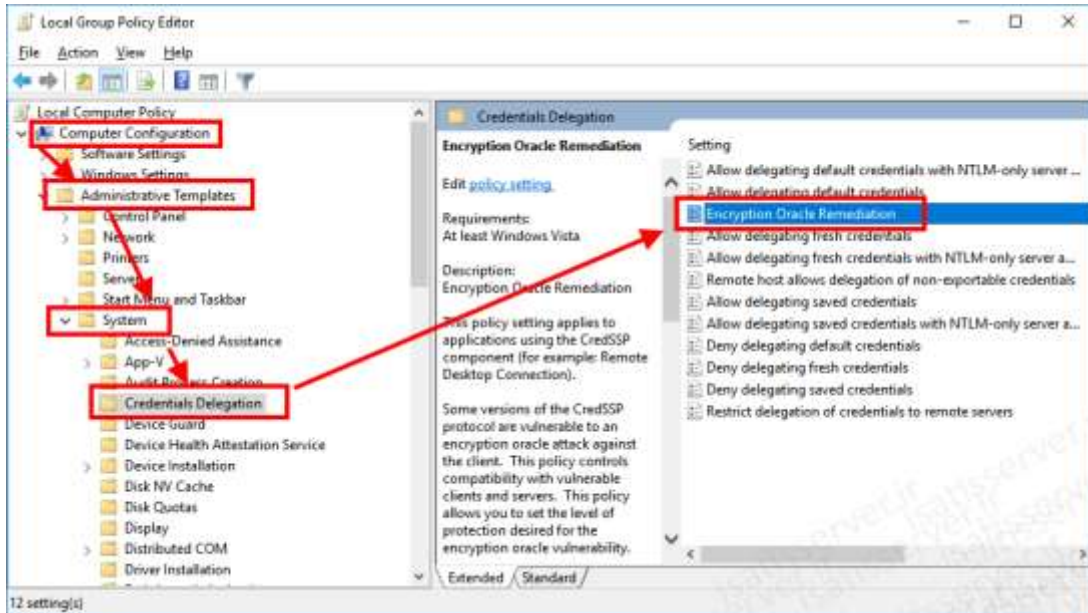 Local Group Policy Editor
File Action View Help
Local Computer Policy
Computer Configuration
Software Settings
Windows Settings
Administrative Templates
Control Panel
Network
Printers
Server
Start Menu and Taskbar
System
Access-Denied Assistance
App-V
Audit Process Creation
Credentials Delegation
Device Guard
Device Health Attestation Service
Device Installation
Disk NV Cache
Disk Quotas
Display
Distributed COM
Driver Installation
Credentials Delegation
Encryption Oracle Remediation
Edit policy setting
Requirements:
At least Windows Vista
Description:
Encryption Oracle Remediation
This policy setting applies to
applications using the CredSSP
component (for example: Remote
Desktop Connection).
Some versions of the CredSSP
protocol are vulnerable to an
encryption oracle attack against
the client. This policy controls
compatibility with vulnerable
clients and servers. This policy
allows you to set the level of
protection desired for the
encryption oracle vulnerability.
Setting
Allow delegating default credentials with NTLM-only server ...
Allow delegating default credentials
Encryption Oracle Remediation
Allow delegating fresh credentials
Allow delegating fresh credentials with NTLM-only server a...
Remote host allows delegation of non-exportable credentials
Allow delegating saved credentials
Allow delegating saved credentials with NTLM-only server a...
Deny delegating default credentials
Deny delegating fresh credentials
Deny delegating saved credentials
Restrict delegation of credentials to remote servers
Extended Standard
12 setting(s)